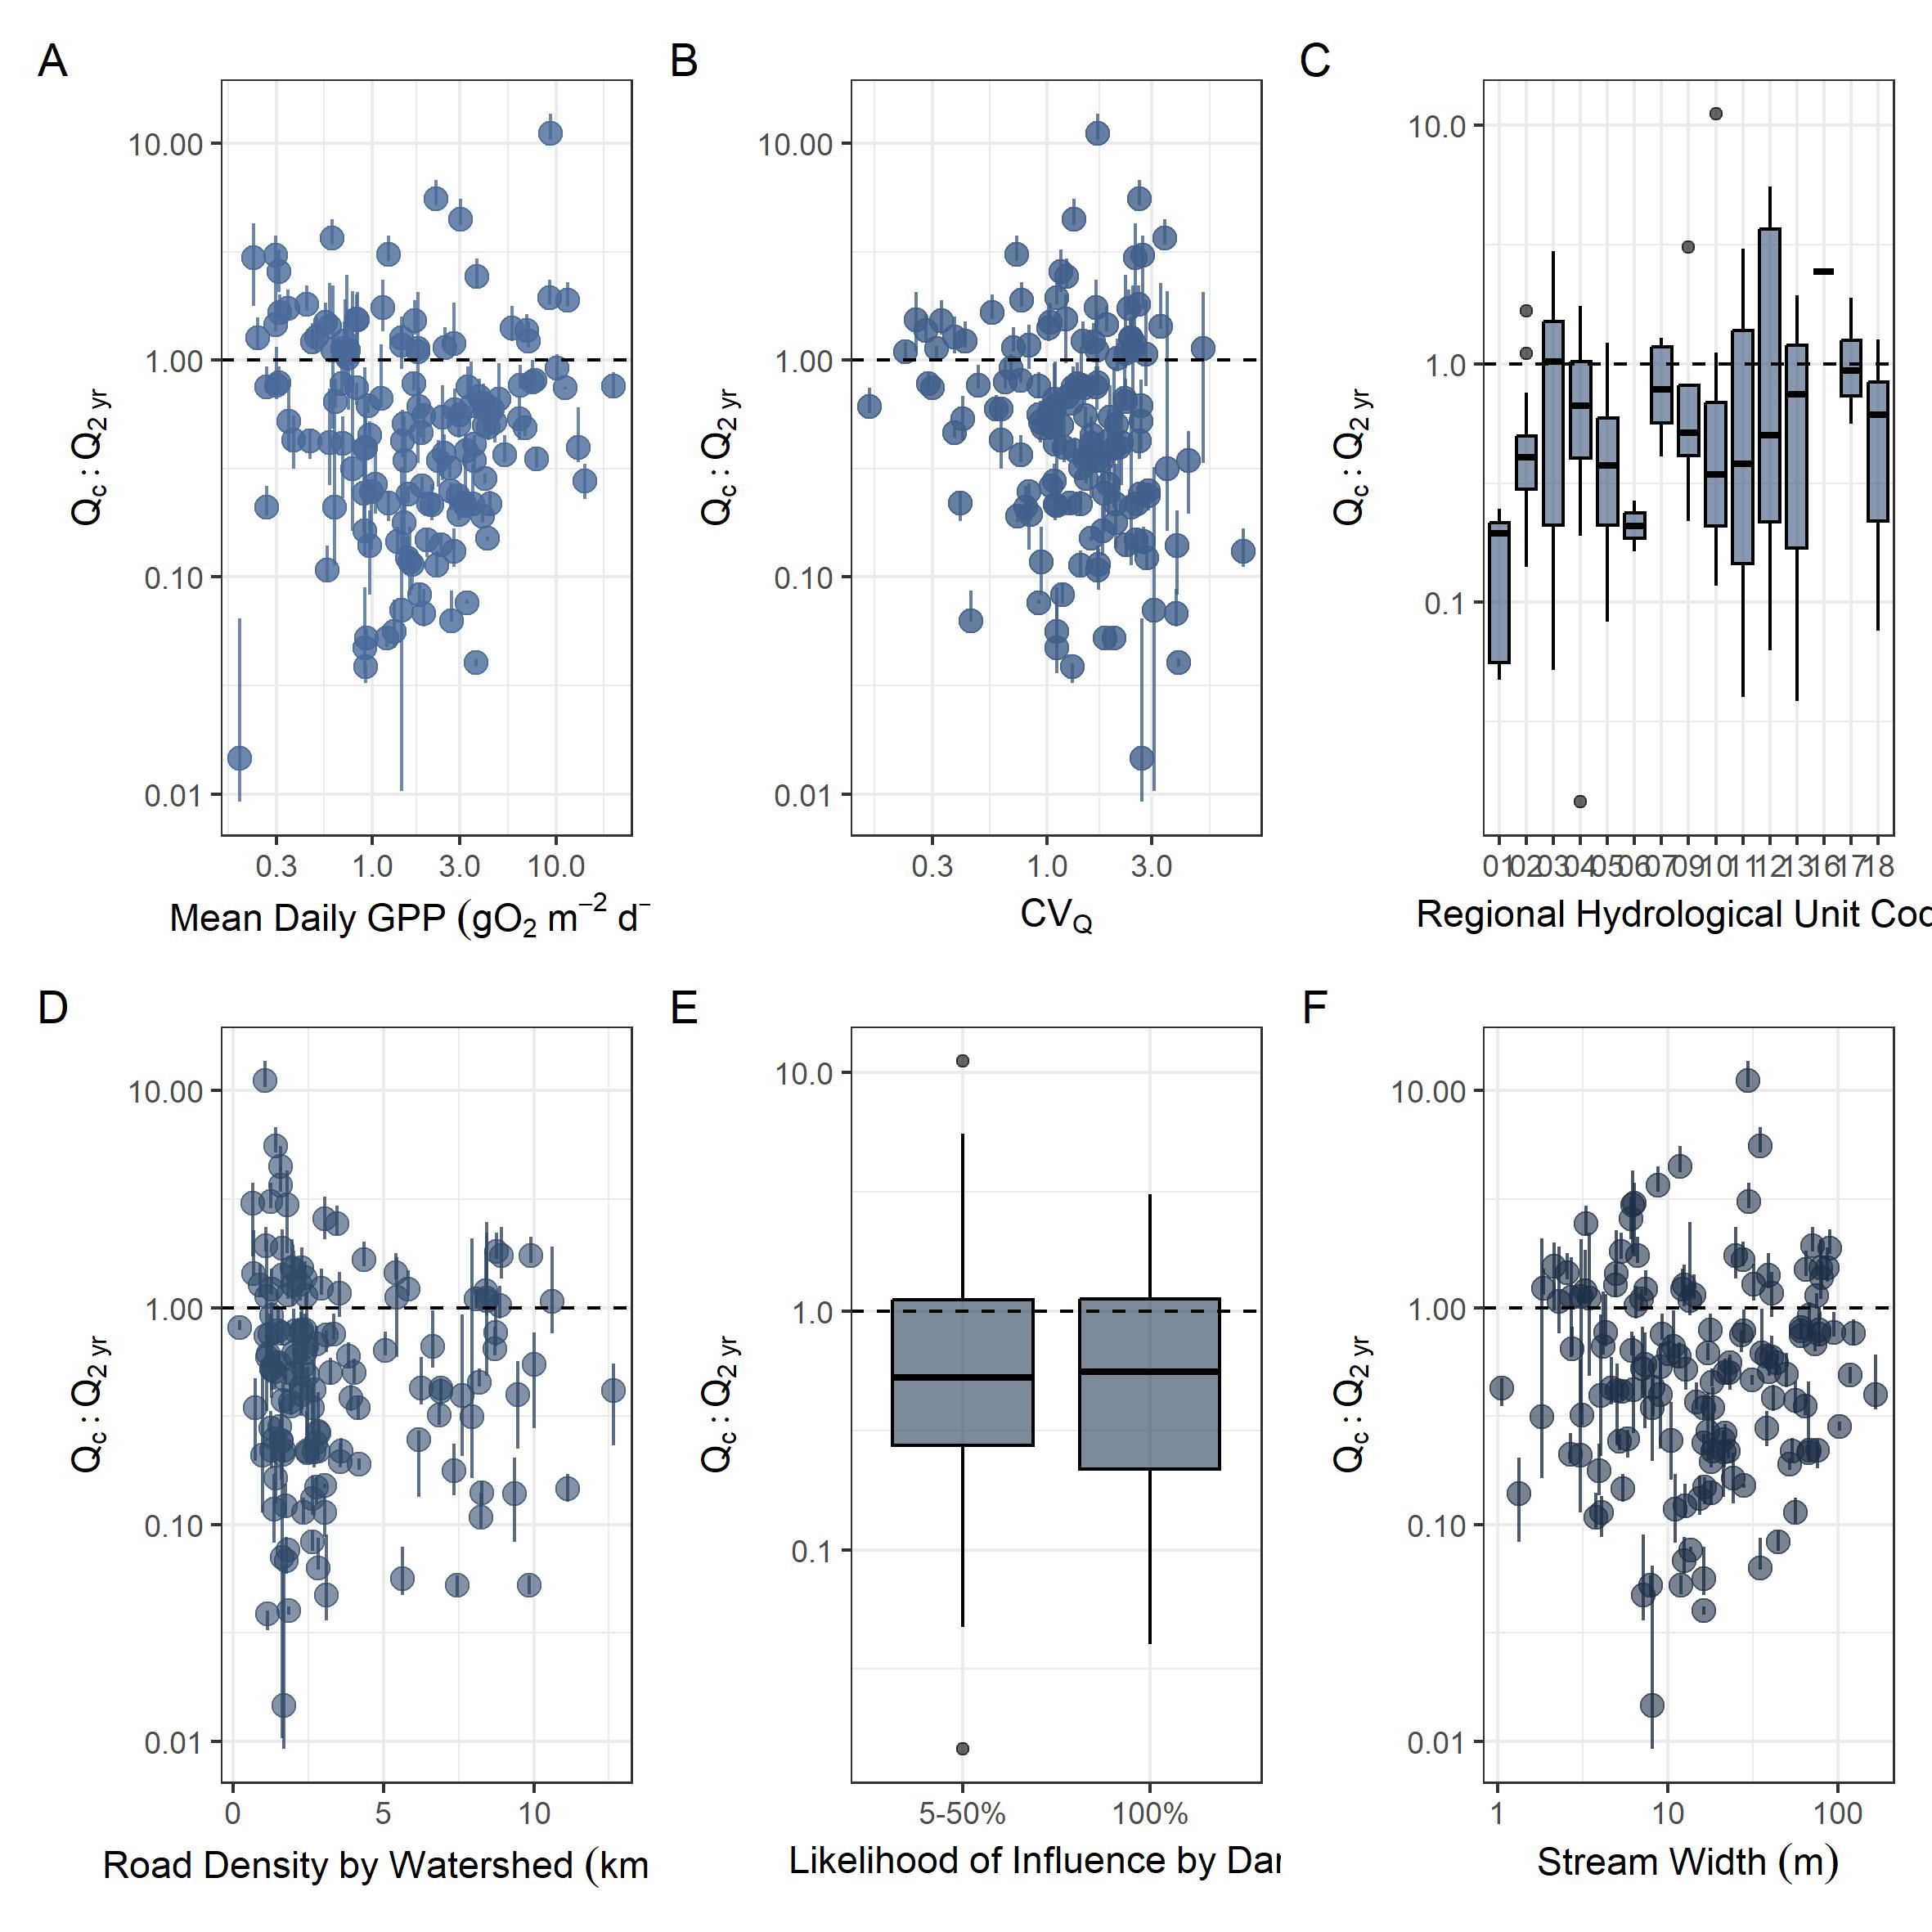 A
B
C
10.00
1.00
0.10
0.01
Qc : Q2 yr
0.3 1.0 3.0 10.0
Mean Daily GPP (gO2 m−2 d−
10.00
1.00
0.10
0.01
Qc : Q2 yr
0.3 1.0 3.0
CVQ
10.0
1.0
0.1
Qc : Q2 yr
01 02 03 04 05 06 07 09 10 11 12 13 16 17 18
Regional Hydrological Unit Cod
D
E
F
10.00
1.00
0.10
0.01
Qc : Q2 yr
0 5 10
Road Density by Watershed (km
10.0
1.0
0.1
Qc : Q2 yr
5-50% 100%
Likelihood of Influence by Dar
10.00
1.00
0.10
0.01
Qc : Q2 yr
1 10 100
Stream Width (m)